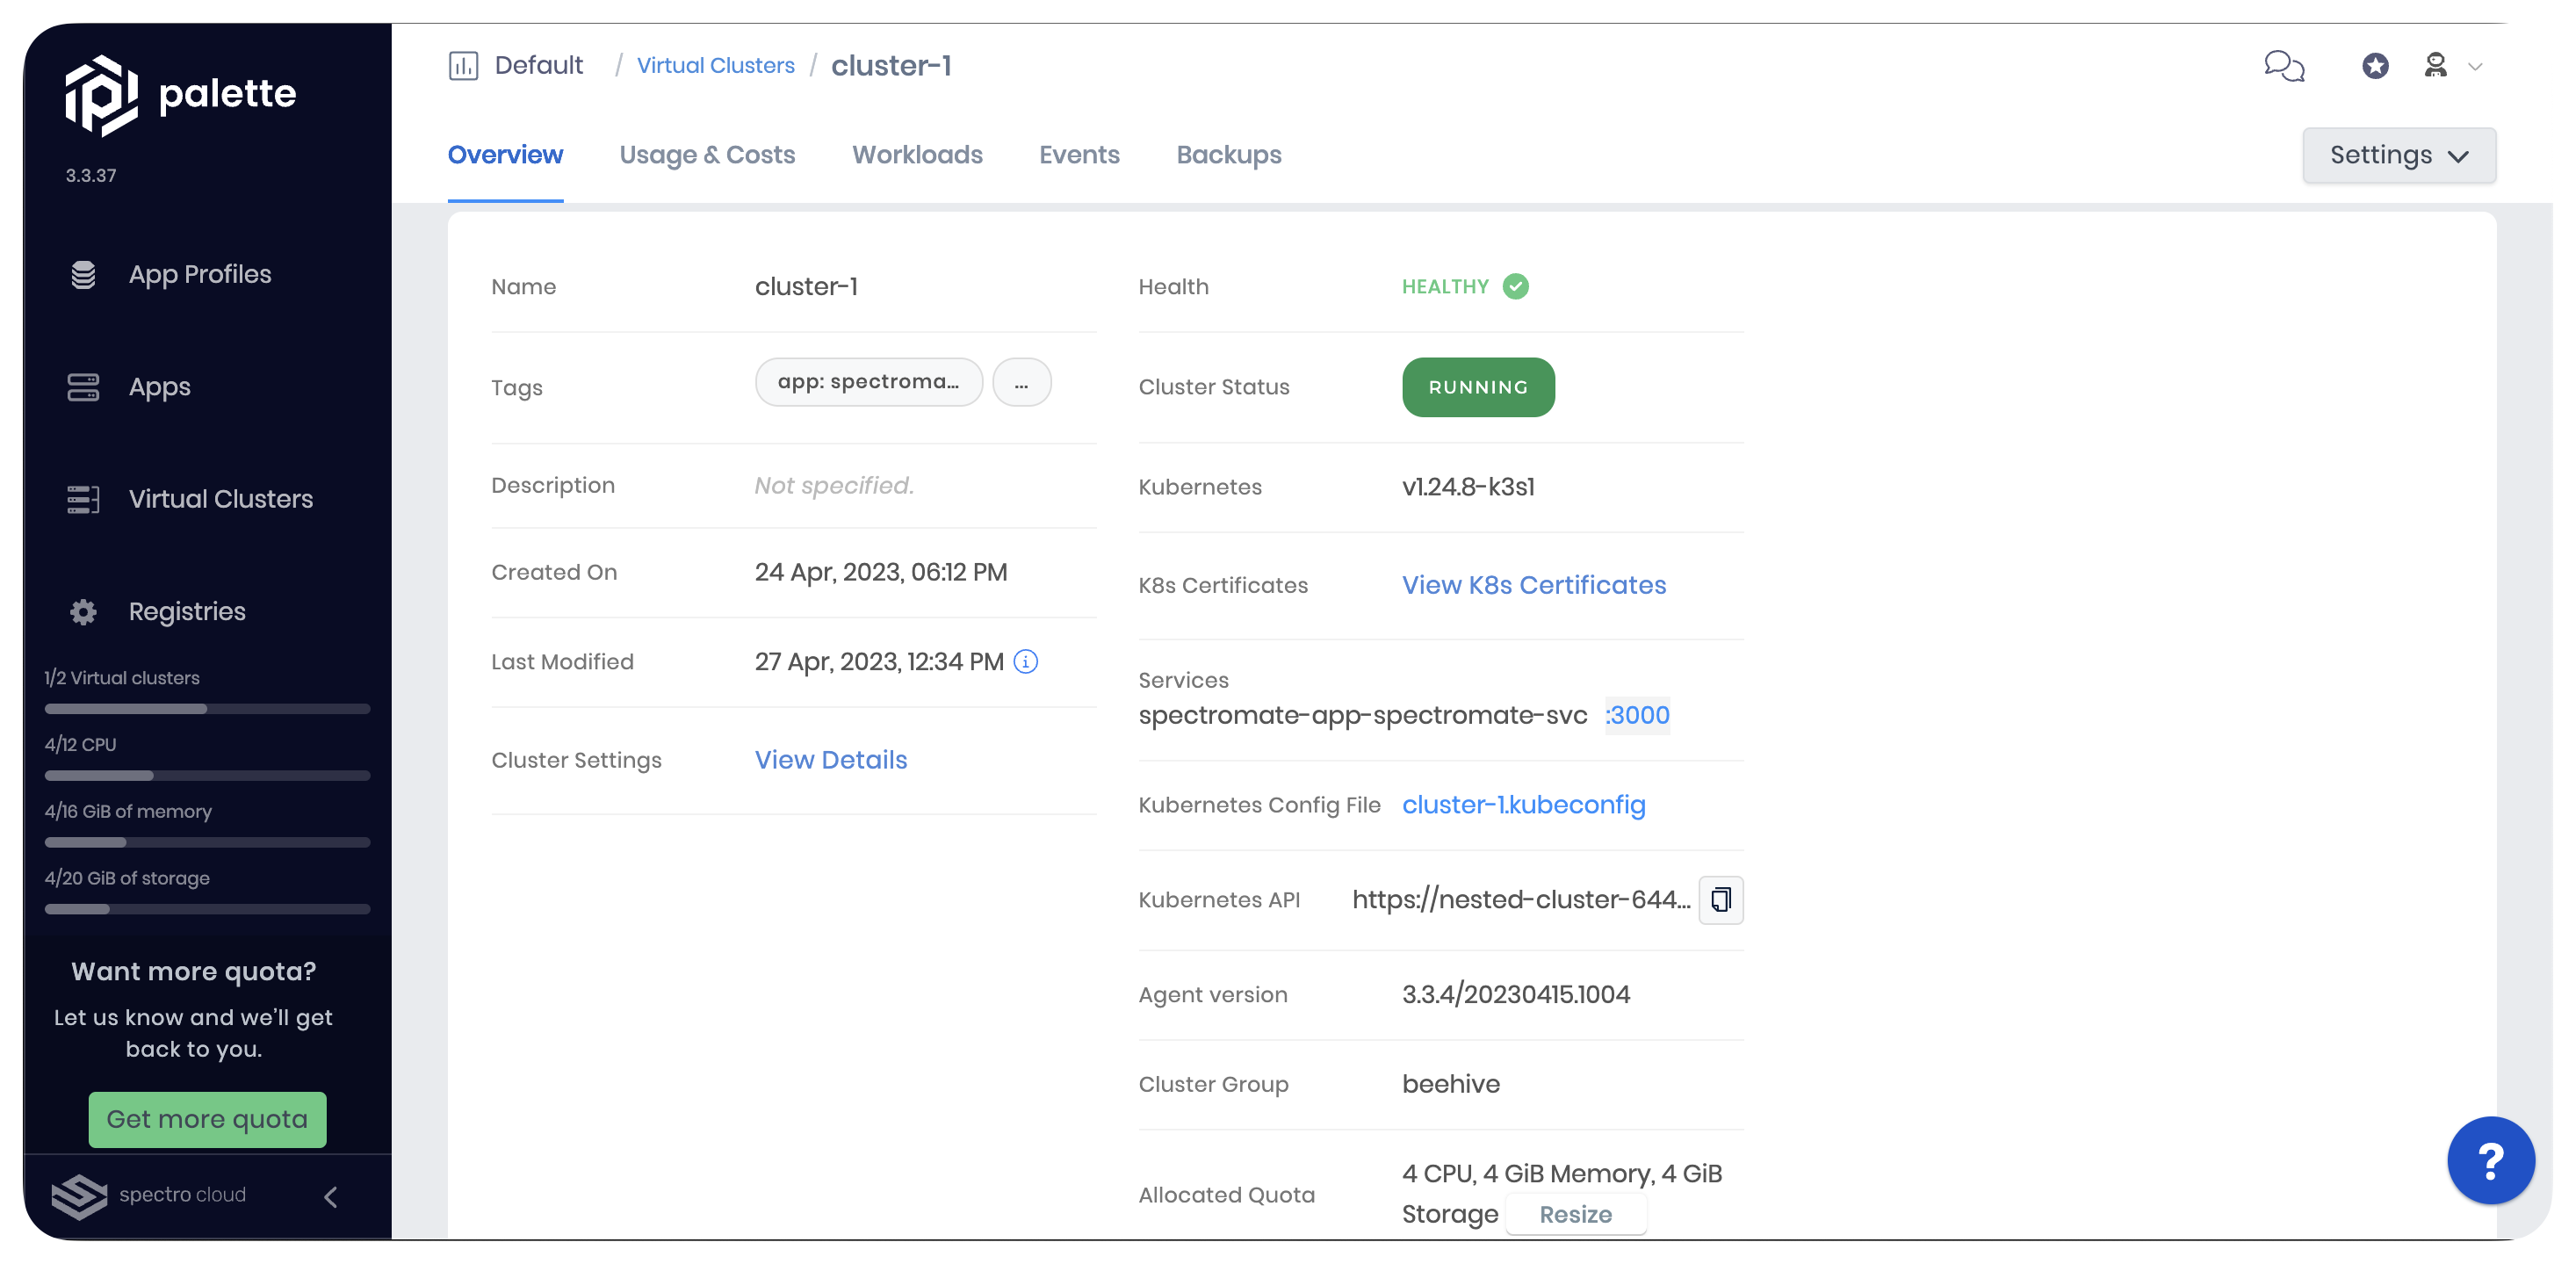 palette
3.3.37
App Profiles
Apps
Virtual Clusters
Registries
1/2 Virtual clusters
4/12 CPU
4/16 GiB of memory
4/20 GiB of storage
Want more quota?
Let us know and we'll get
back to you.
Get more quota
spectro cloud
Default / Virtual Clusters / cluster-1
Overview Usage & Costs Workloads Events Backups
Settings
Name cluster-1
Tags app: spectroma... ...
Description Not specified.
Created On 24 Apr, 2023, 06:12 PM
Last Modified 27 Apr, 2023, 12:34 PM
Cluster Settings View Details
Health HEALTHY
Cluster Status RUNNING
Kubernetes v1.24.8-k3s1
K8s Certificates View K8s Certificates
Services
spectromate-app-spectromate-svc :3000
Kubernetes Config File cluster-1.kubeconfig
Kubernetes API https://nested-cluster-644...
Agent version 3.3.4/20230415.1004
Cluster Group beehive
Allocated Quota 4 CPU, 4 GiB Memory, 4 GiB
Storage Resize
?